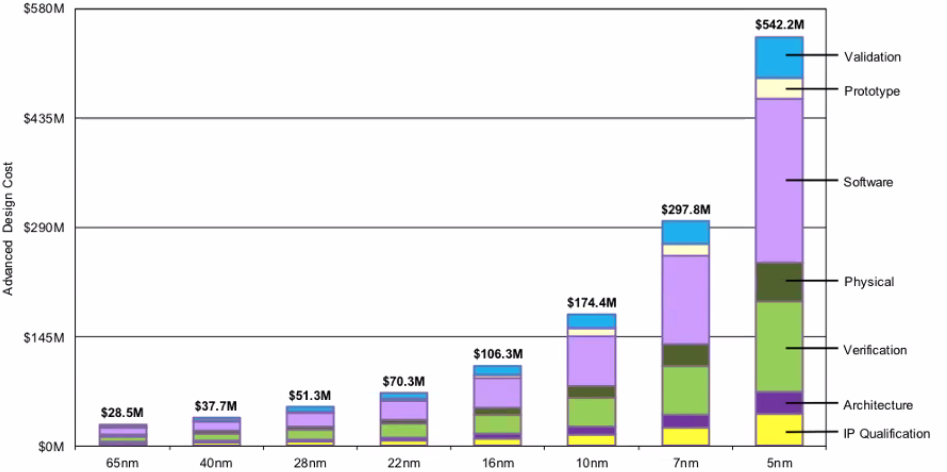 $580M
$542.2M
Validation
Prototype
$435M
Software
Advanced Design Cost
$297.8M
$290M
Physical
$174.4M
$145M
Verification
$106.3M
$70.3M
$51.3M
$37.7M
$28.5M
Architecture
IP Qualification
$0M
65nm 40nm 28nm 22nm 16nm 10nm 7nm 5nm